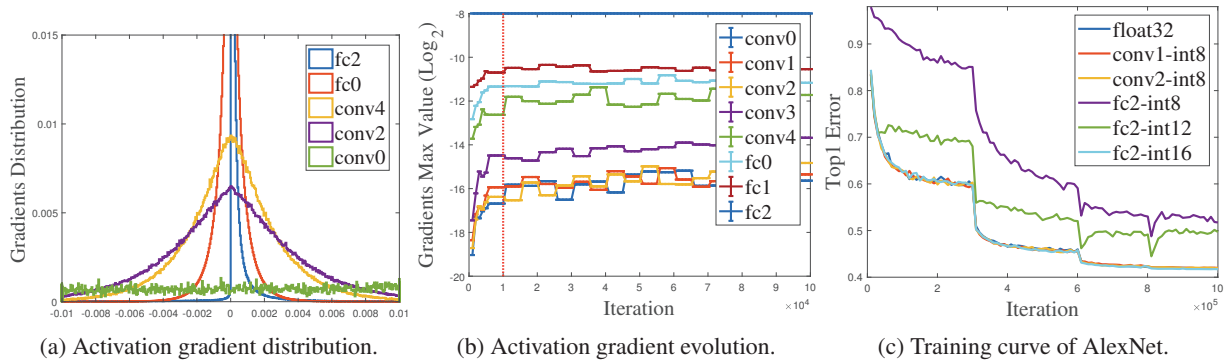 0.015
0.01
0.005
0
-0.01
-0.008
-0.006
-0.004
-0.002
0
0.002
0.004
0.006
0.008
0.01
Gradients Distribution
fc2
fc0
conv4
conv2
conv0
(a) Activation gradient distribution.
-8
-10
-12
-14
-16
-18
-20
0
1
2
3
4
5
6
7
8
9
10
×10⁴
Gradients Max Value (Log₂)
Iteration
conv0
conv1
conv2
conv3
conv4
fc0
fc1
fc2
(b) Activation gradient evolution.
0.9
0.8
0.7
0.6
0.5
0.4
0
2
4
6
8
10
×10⁵
Top1 Error
Iteration
float32
conv1-int8
conv2-int8
fc2-int8
fc2-int12
fc2-int16
(c) Training curve of AlexNet.